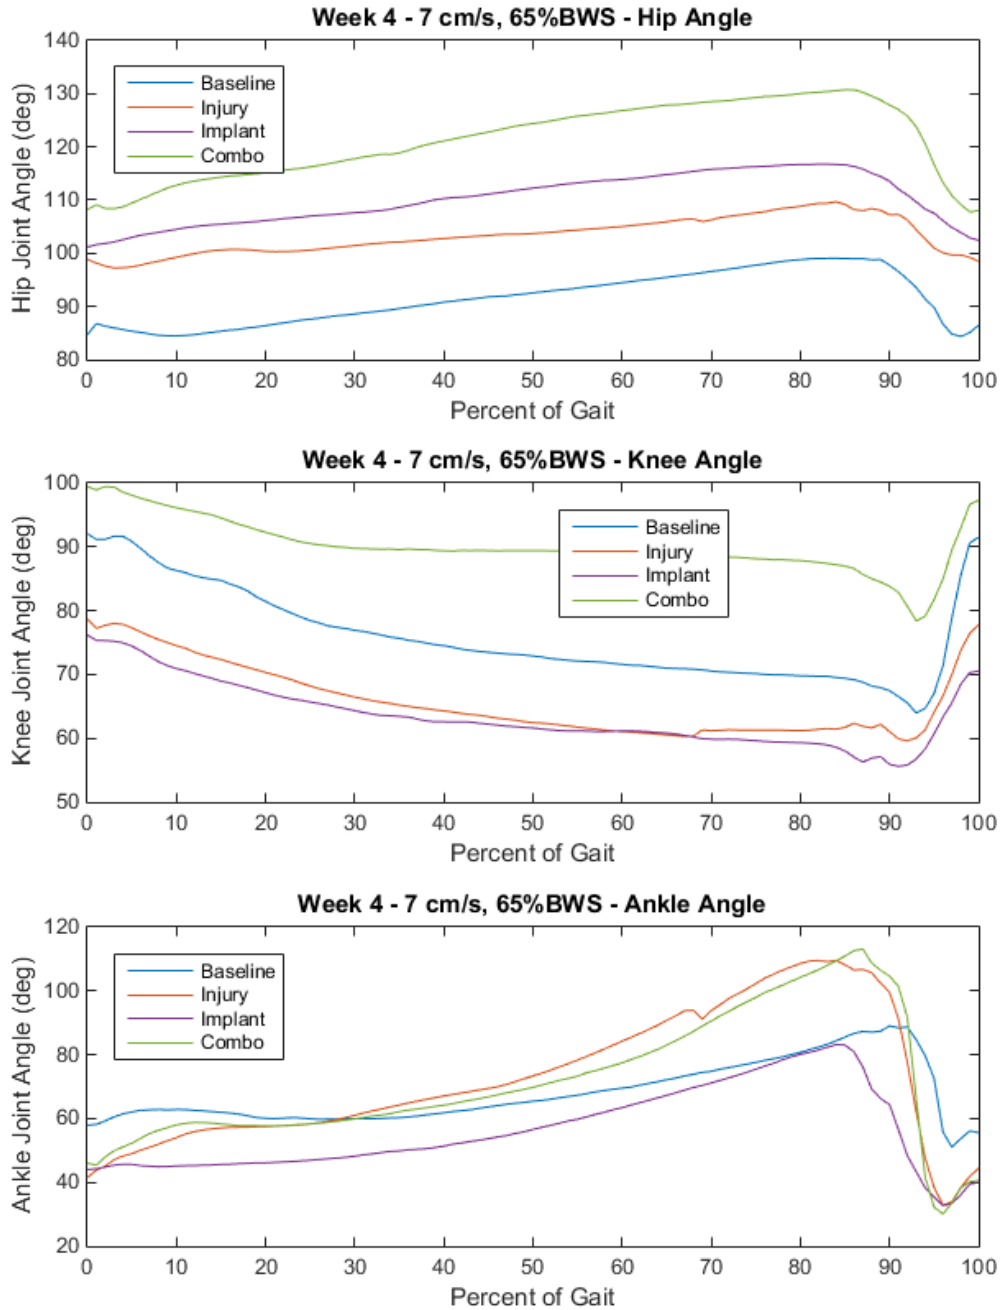 Week 4 - 7 cm/s, 65%BWS - Hip Angle
Hip Joint Angle (deg)
140
130
120
110
100
90
80
Baseline
Injury
Implant
Combo
0 10 20 30 40 50 60 70 80 90 100
Percent of Gait
Week 4 - 7 cm/s, 65%BWS - Knee Angle
Knee Joint Angle (deg)
100
90
80
70
60
50
Baseline
Injury
Implant
Combo
0 10 20 30 40 50 60 70 80 90 100
Percent of Gait
Week 4 - 7 cm/s, 65%BWS - Ankle Angle
Ankle Joint Angle (deg)
120
100
80
60
40
20
Baseline
Injury
Implant
Combo
0 10 20 30 40 50 60 70 80 90 100
Percent of Gait